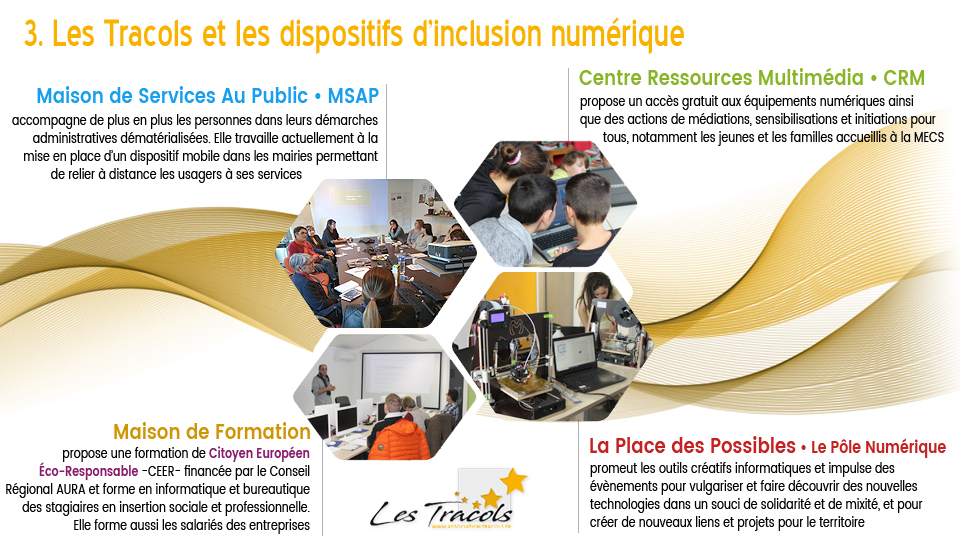 3. Les Tracols et les dispositifs d'inclusion numérique
Maison de Services Au Public • MSAP
accompagne de plus en plus les personnes dans leurs démarches
administratives dématérialisées. Elle travaille actuellement à la
mise en place d'un dispositif mobile dans les mairies permettant
de relier à distance les usagers à ses services
Centre Ressources Multimédia • CRM
propose un accès gratuit aux équipements numériques ainsi
que des actions de médiations, sensibilisations et initiations pour
tous, notamment les jeunes et les familles accueillis à la MECS
Maison de Formation
propose une formation de Citoyen Européen
Éco-Responsable -CEER- financée par le Conseil
Régional AURA et forme en informatique et bureautique
des stagiaires en insertion sociale et professionnelle.
Elle forme aussi les salariés des entreprises
La Place des Possibles • Le Pôle Numérique
promeut les outils créatifs informatiques et impulse des
évènements pour vulgariser et faire découvrir des nouvelles
technologies dans un souci de solidarité et de mixité, et pour
créer de nouveaux liens et projets pour le territoire
Les Tracols